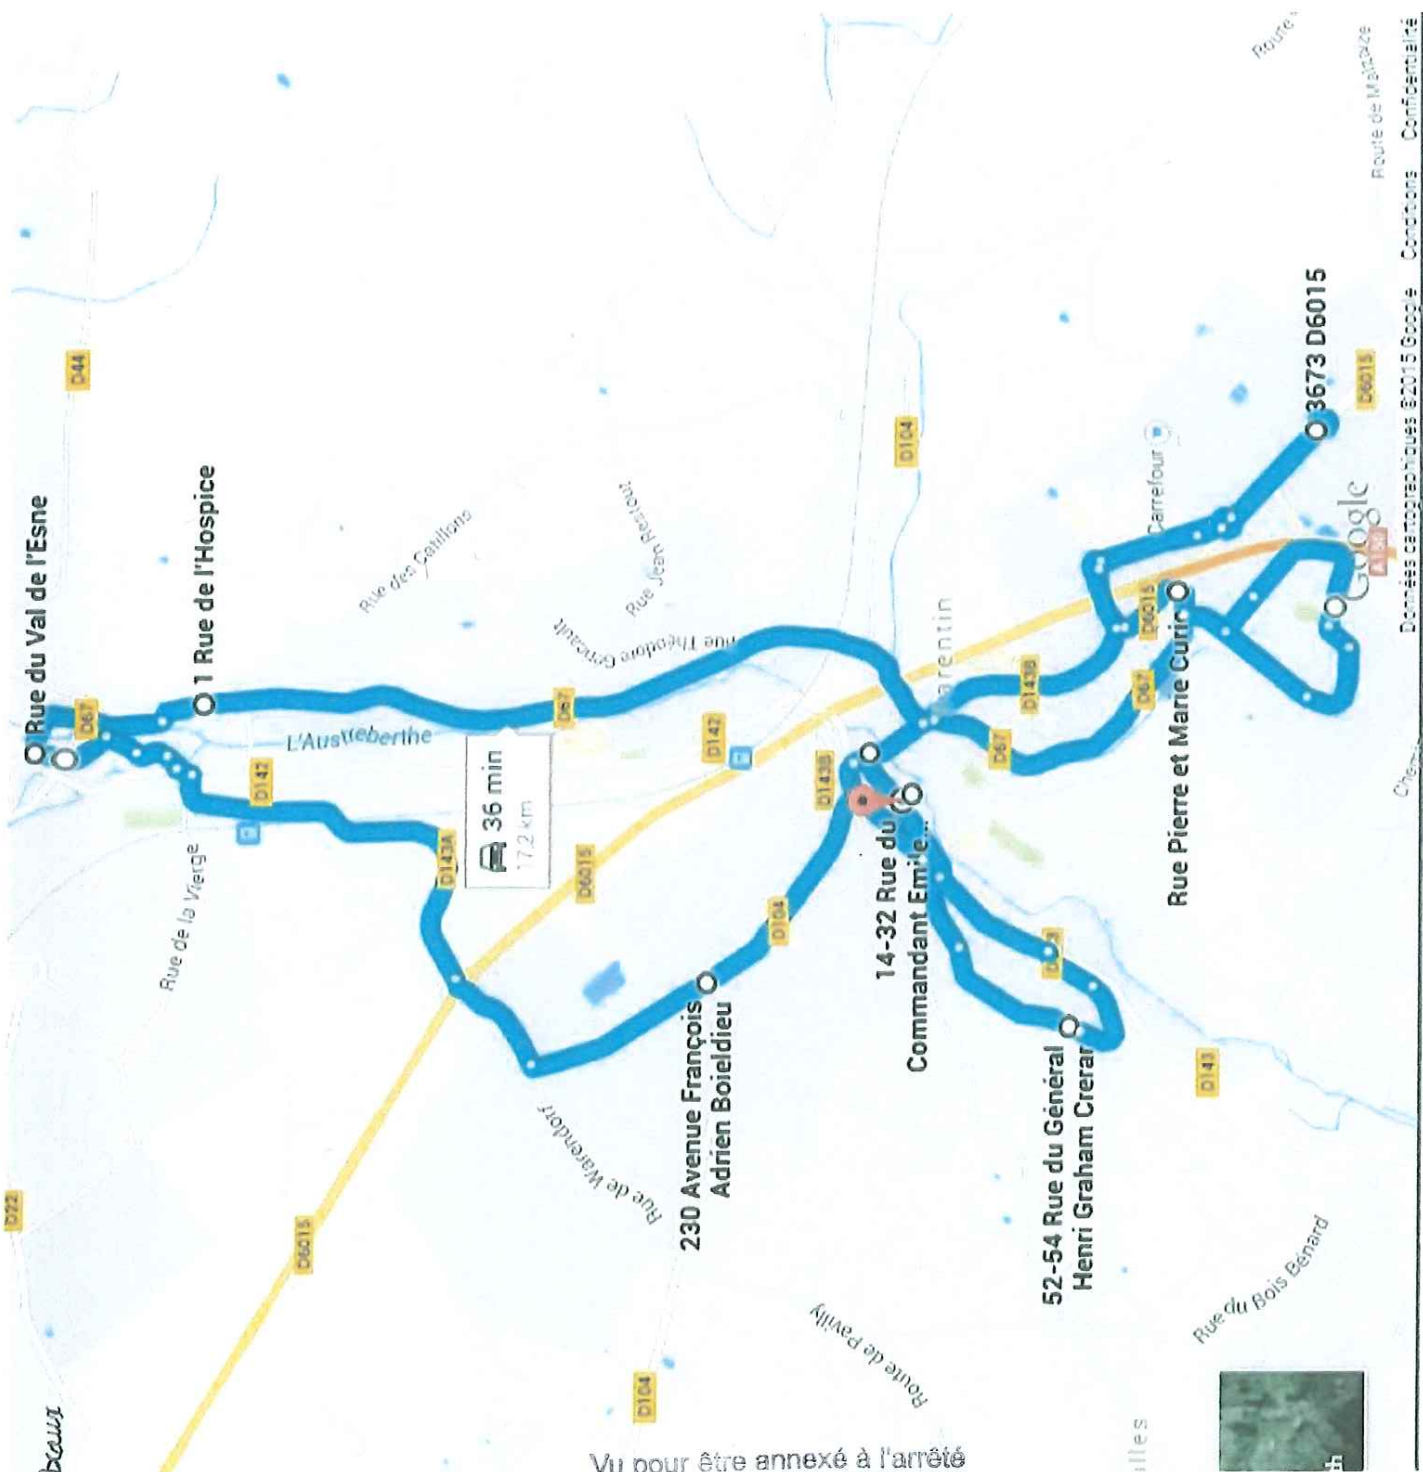 Rue du Val de l'Esne
D44
D67
1 Rue de l'Hospice
L'Austreberthe
D142
Rue des Catillons
Rue Jean Restout
Rue Théodore Géricault
D67
36 min
17,2 km
Rue de la Vierge
D143A
D22
D6015
D6015
D142
D143B
D104
D104
D104
Rue de Warendorf
230 Avenue François
Adrien Boieldieu
14-32 Rue du
Commandant Emile...
52-54 Rue du Général
Henri Graham Crerar
D143
D67
D143B
D67
D6015
Carrefour
Rue Pierre et Marie Curie
3673 D6015
D6015
Google
Route de Pavilly
Rue du Bois Bénard
Route
Données cartographiques ©2015 Google Conditions Confidentialité
Vu pour être annexé à l'arrêté